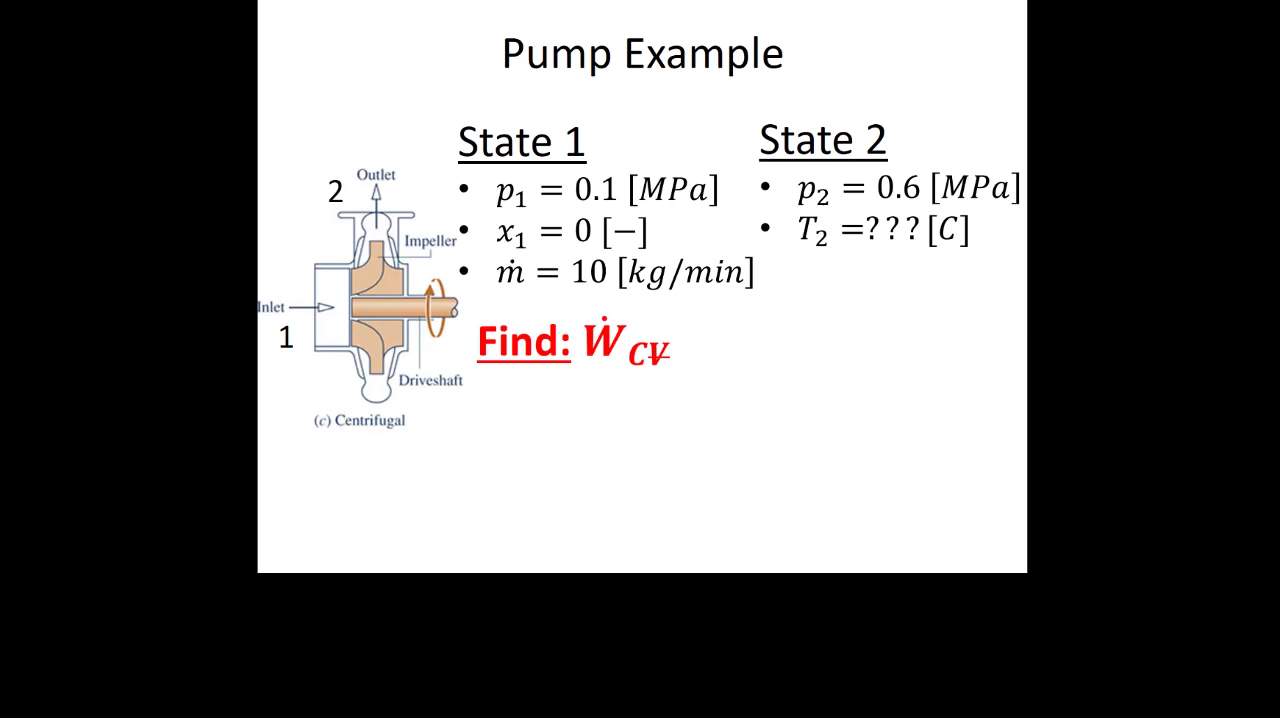 Pump Example
State 1
• p₁ = 0.1 [MPa]
• x₁ = 0 [−]
• ṁ = 10 [kg/min]
State 2
• p₂ = 0.6 [MPa]
• T₂ =? ? ? [C]
Find: Ẇ_CV̶
2
Outlet
Impeller
Inlet
1
Driveshaft
(c) Centrifugal